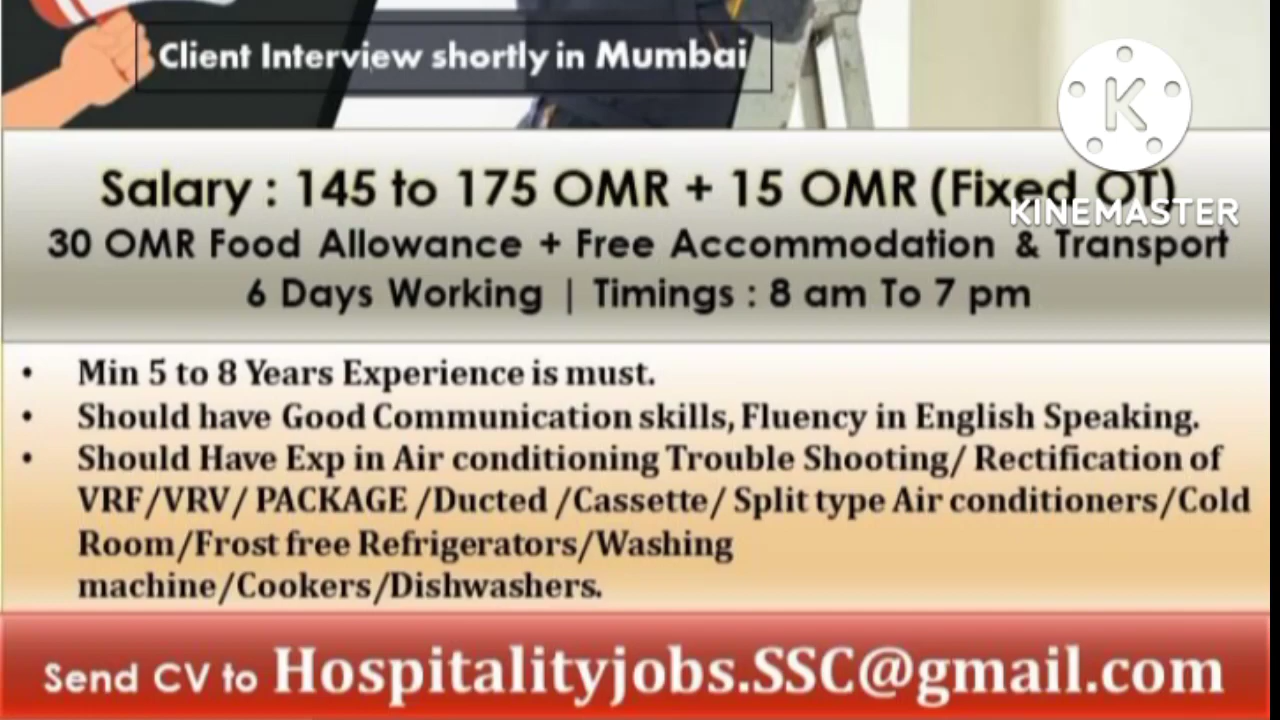 Client Interview shortly in Mumbai
K
KINEMASTER
Salary : 145 to 175 OMR + 15 OMR (Fixed OT)
30 OMR Food Allowance + Free Accommodation & Transport
6 Days Working | Timings : 8 am To 7 pm
• Min 5 to 8 Years Experience is must.
• Should have Good Communication skills, Fluency in English Speaking.
• Should Have Exp in Air conditioning Trouble Shooting/ Rectification of
VRF/VRV/ PACKAGE /Ducted /Cassette/ Split type Air conditioners/Cold
Room/Frost free Refrigerators/Washing
machine/Cookers/Dishwashers.
Send CV to Hospitalityjobs.SSC@gmail.com